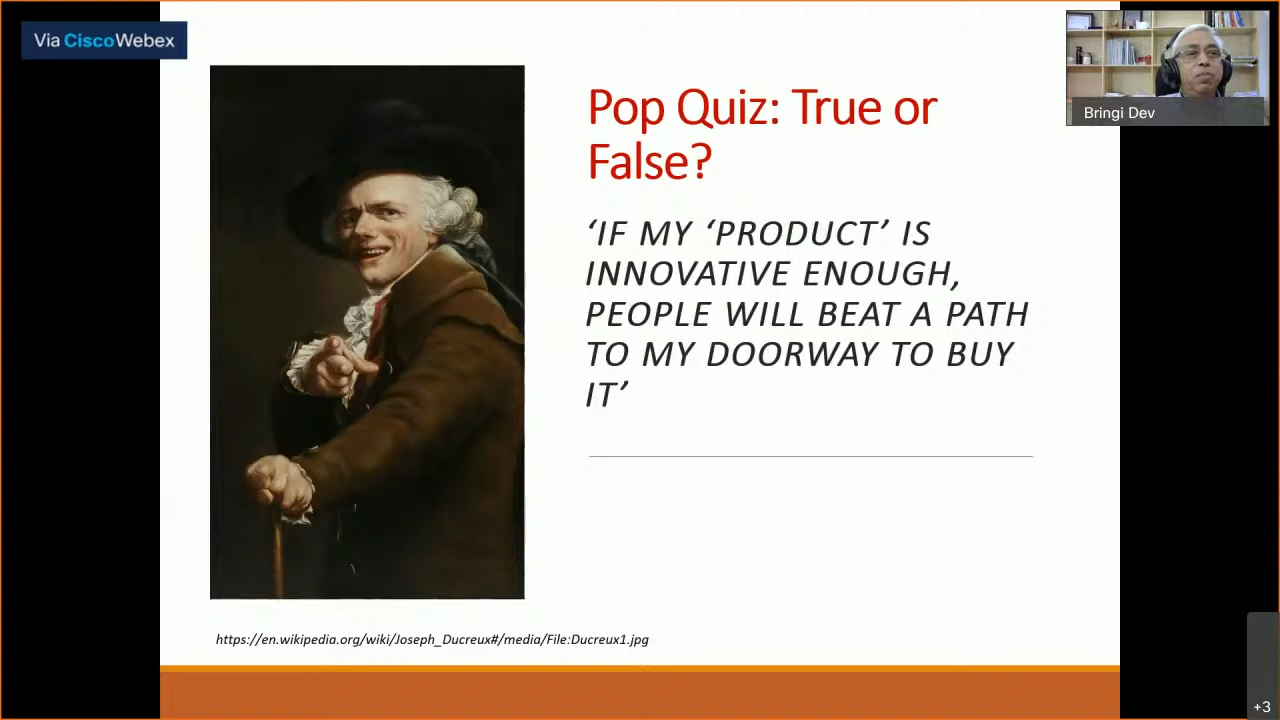 Via CiscoWebex
Bringi Dev
Pop Quiz: True or
False?
‘IF MY ‘PRODUCT’ IS
INNOVATIVE ENOUGH,
PEOPLE WILL BEAT A PATH
TO MY DOORWAY TO BUY
IT’
https://en.wikipedia.org/wiki/Joseph_Ducreux#/media/File:Ducreux1.jpg
+3